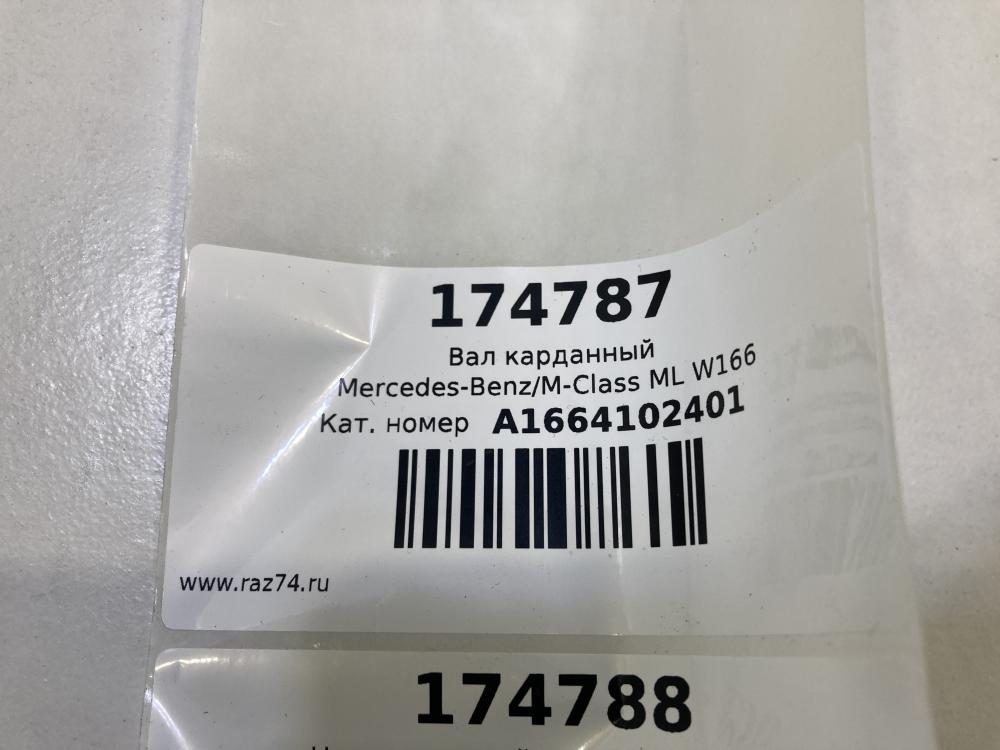 174787
Вал карданный
Mercedes-Benz/M-Class ML W166
Кат. номер A1664102401
www.raz74.ru
174788